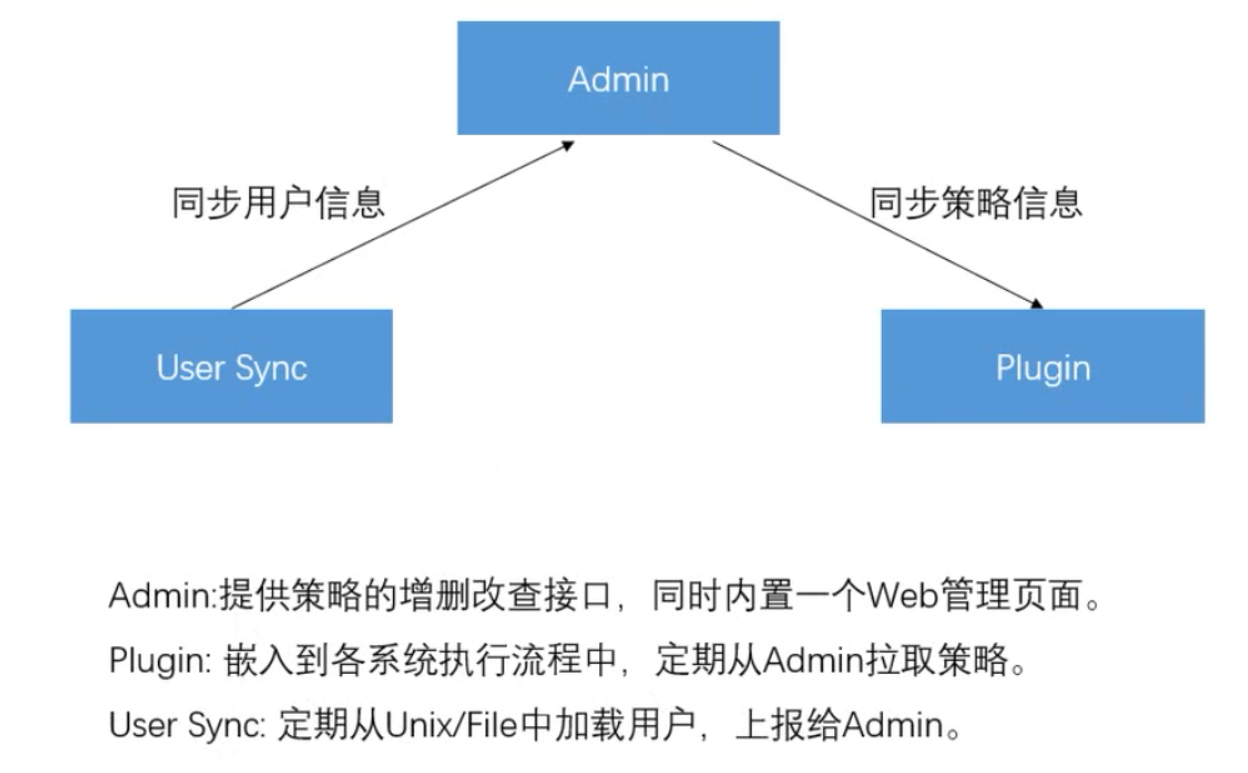 Admin
同步用户信息
同步策略信息
User Sync
Plugin
Admin:提供策略的增删改查接口，同时内置一个Web管理页面。
Plugin: 嵌入到各系统执行流程中，定期从Admin拉取策略。
User Sync: 定期从Unix/File中加载用户，上报给Admin。